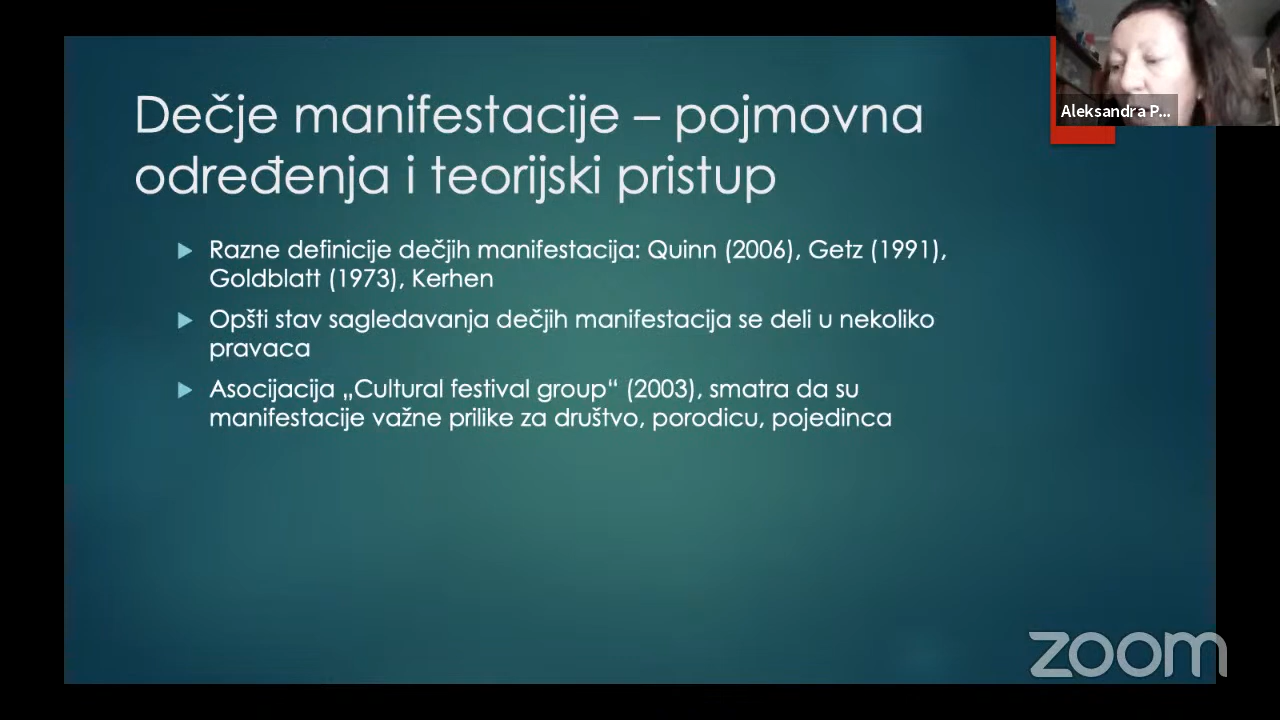 Dečje manifestacije – pojmovna
određenja i teorijski pristup
Razne definicije dečjih manifestacija: Quinn (2006), Getz (1991),
Goldblatt (1973), Kerhen
Opšti stav sagledavanja dečjih manifestacija se deli u nekoliko
pravaca
Asocijacija „Cultural festival group“ (2003), smatra da su
manifestacije važne prilike za društvo, porodicu, pojedinca
Aleksandra P...
zoom